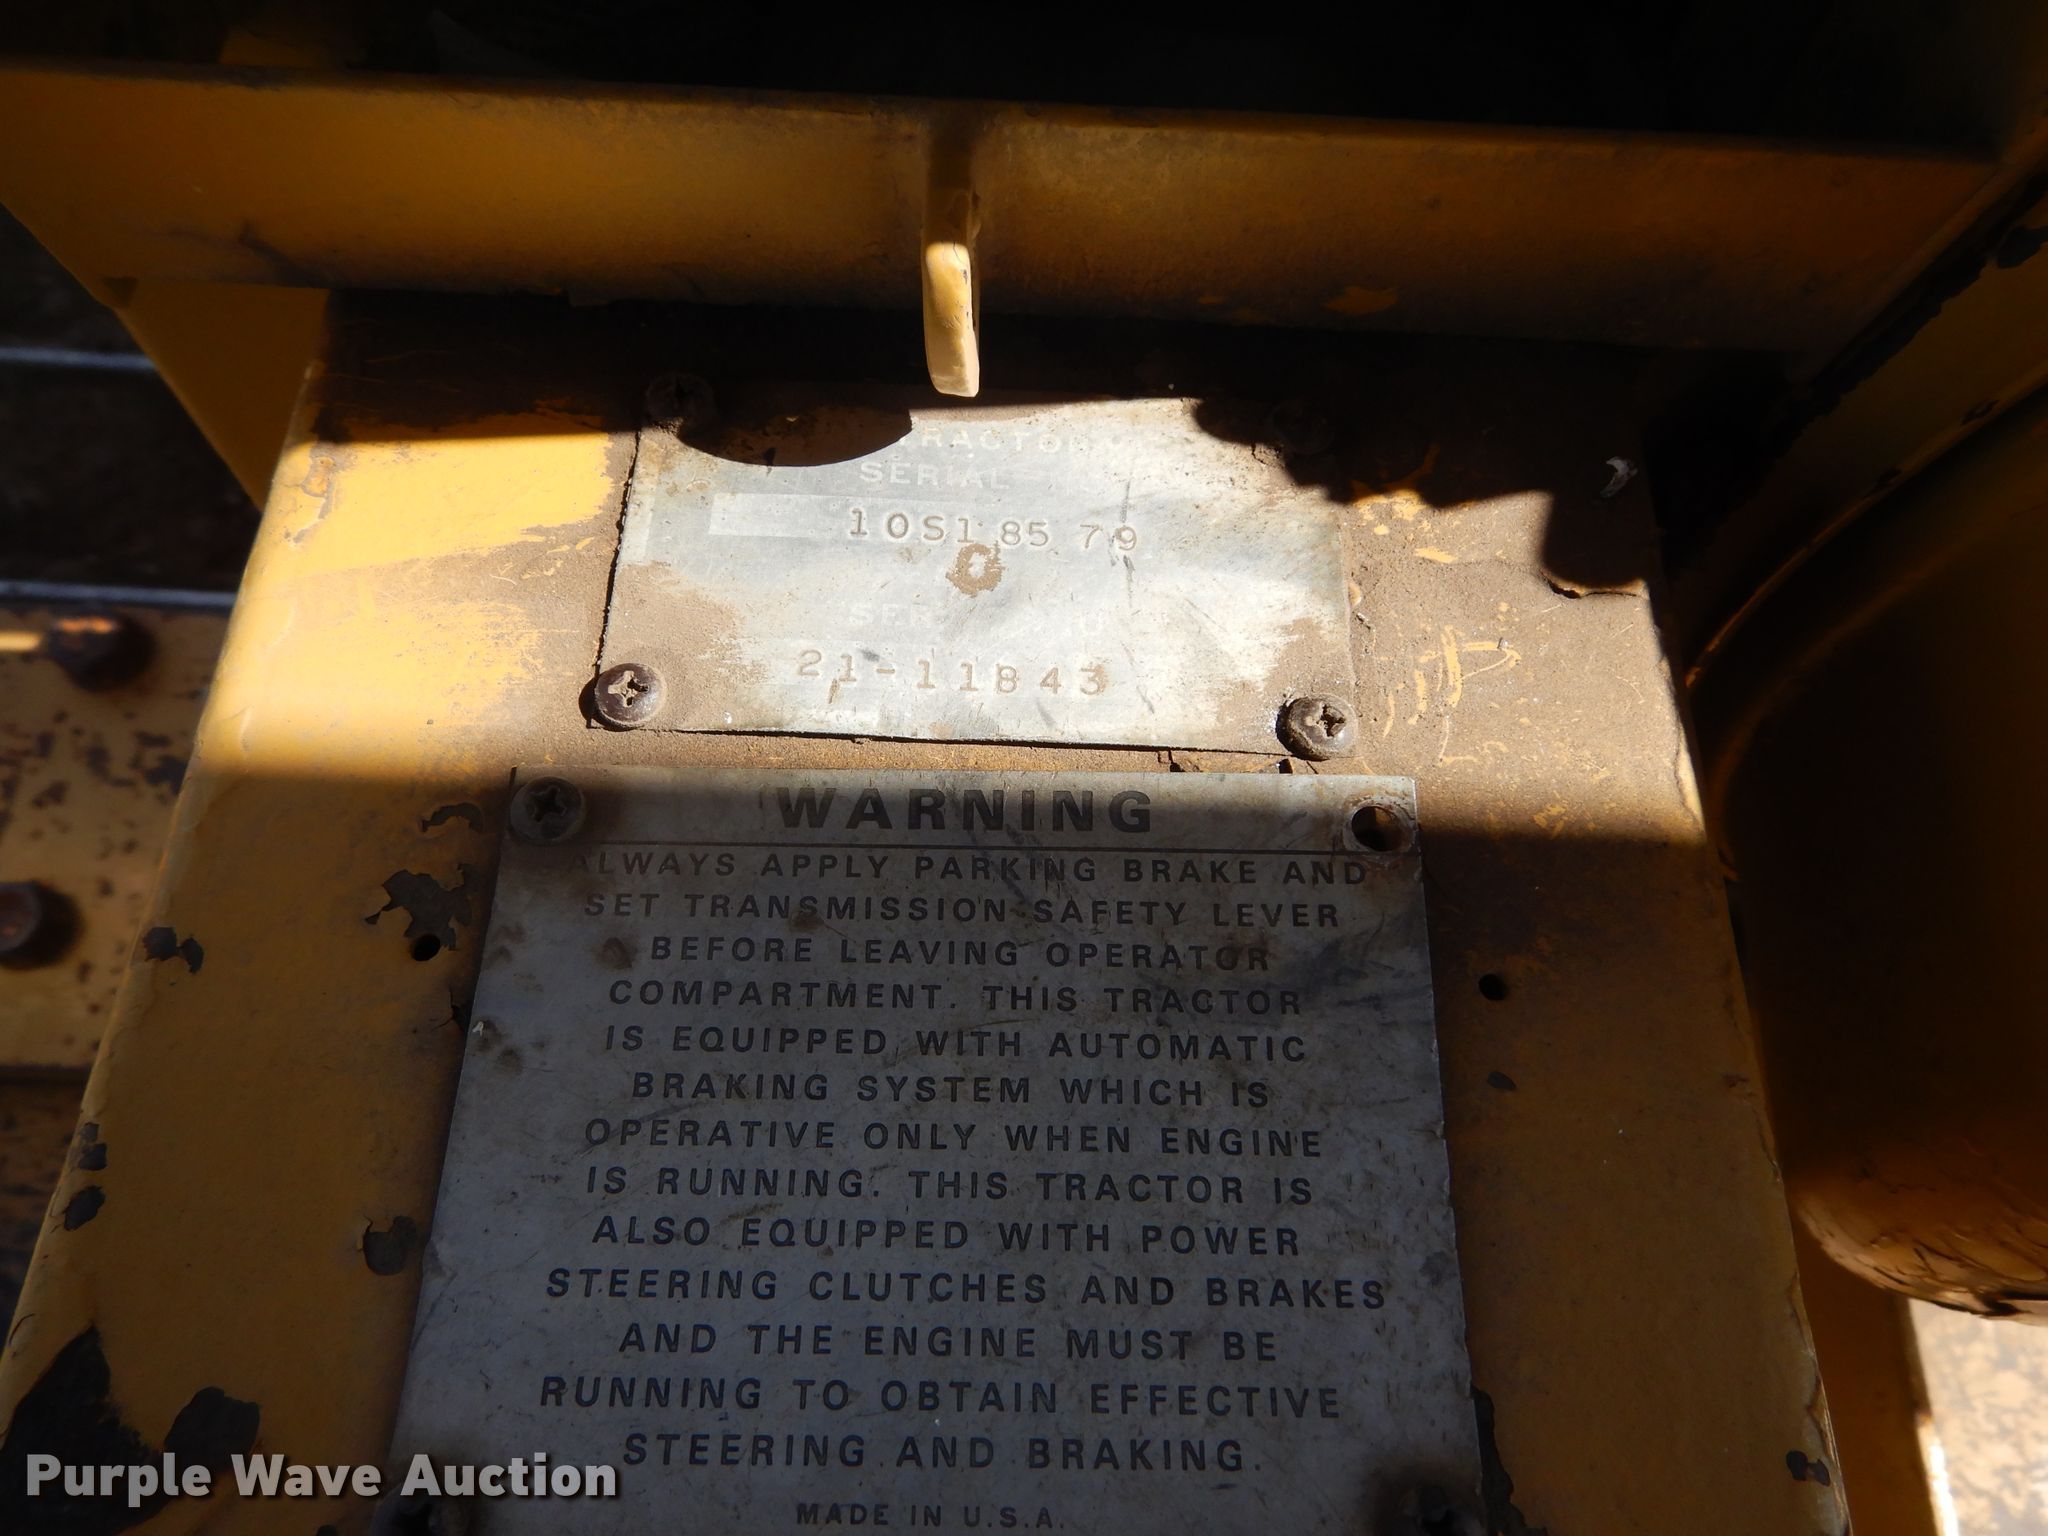 TRACTOR
SERIAL
10S18579
C
21-11843
WARNING
ALWAYS APPLY PARKING BRAKE AND
SET TRANSMISSION SAFETY LEVER
BEFORE LEAVING OPERATOR
COMPARTMENT. THIS TRACTOR
IS EQUIPPED WITH AUTOMATIC
BRAKING SYSTEM WHICH IS
OPERATIVE ONLY WHEN ENGINE
IS RUNNING. THIS TRACTOR IS
ALSO EQUIPPED WITH POWER
STEERING CLUTCHES AND BRAKES
AND THE ENGINE MUST BE
RUNNING TO OBTAIN EFFECTIVE
STEERING AND BRAKING.
MADE IN U.S.A.
Purple Wave Auction